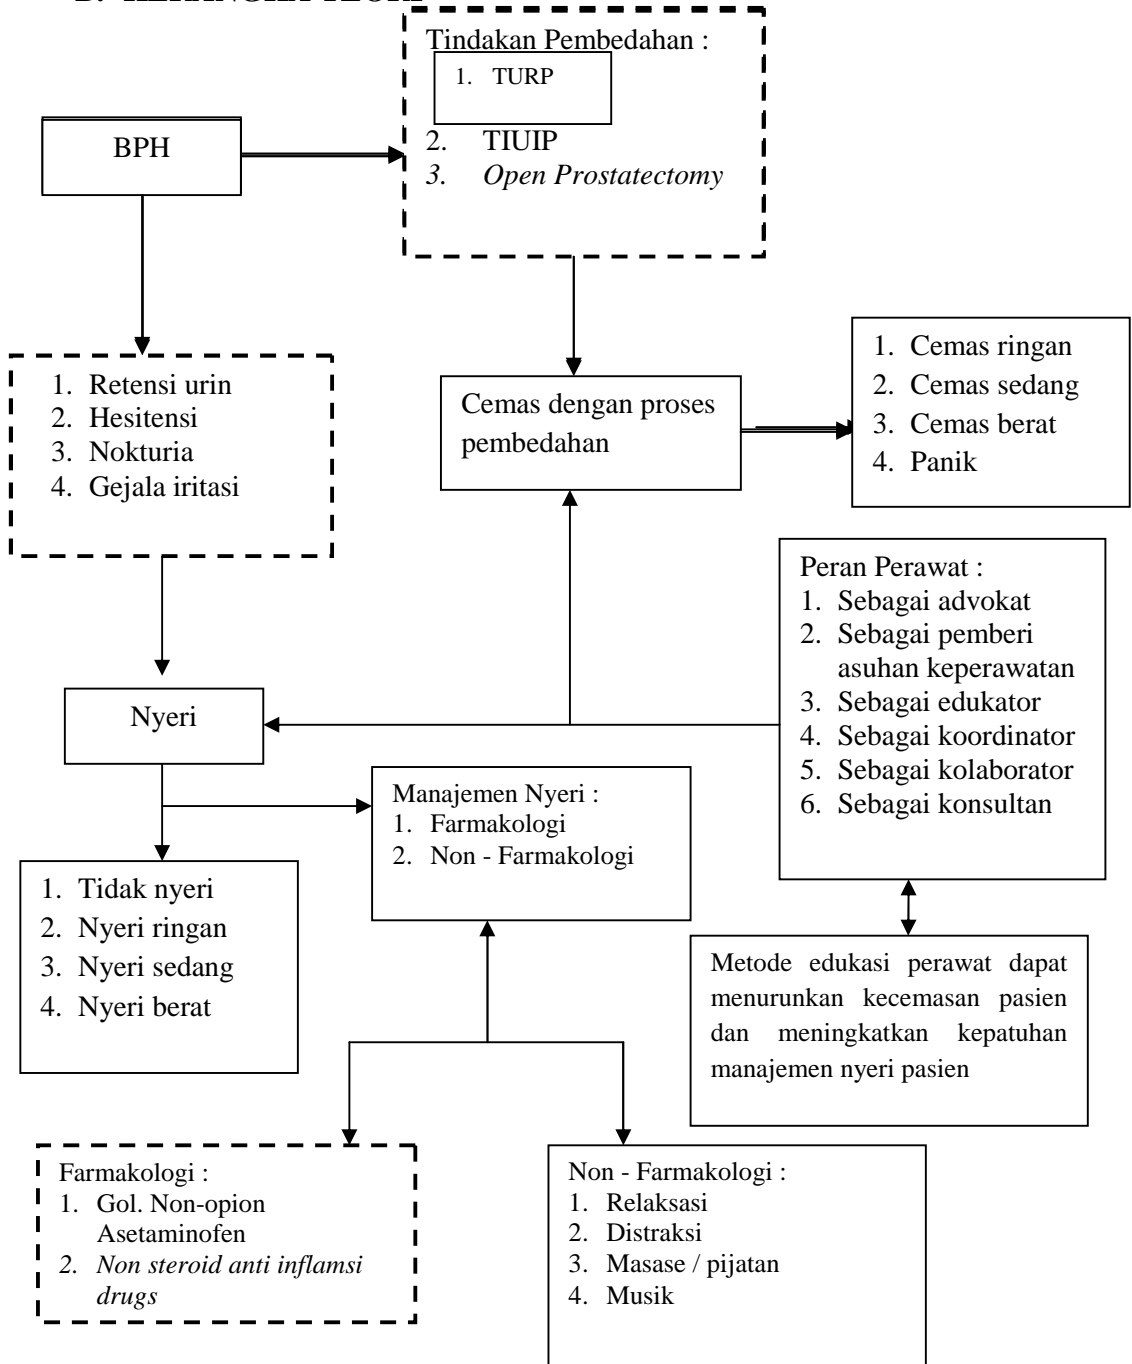 Tindakan Pembedahan :
1. TURP
BPH
2. TIUIP
3. Open Prostatectomy
1. Retensi urin
2. Hesitensi
3. Nokturia
4. Gejala iritasi
Cemas dengan proses
pembedahan
1. Cemas ringan
2. Cemas sedang
3. Cemas berat
4. Panik
Peran Perawat :
1. Sebagai advokat
2. Sebagai pemberi
asuhan keperawatan
3. Sebagai edukator
4. Sebagai koordinator
5. Sebagai kolaborator
6. Sebagai konsultan
Nyeri
Manajemen Nyeri :
1. Farmakologi
2. Non - Farmakologi
1. Tidak nyeri
2. Nyeri ringan
3. Nyeri sedang
4. Nyeri berat
Metode edukasi perawat dapat
menurunkan kecemasan pasien
dan meningkatkan kepatuhan
manajemen nyeri pasien
Farmakologi :
1. Gol. Non-opion
Asetaminofen
2. Non steroid anti inflamsi
drugs
Non - Farmakologi :
1. Relaksasi
2. Distraksi
3. Masase / pijatan
4. Musik